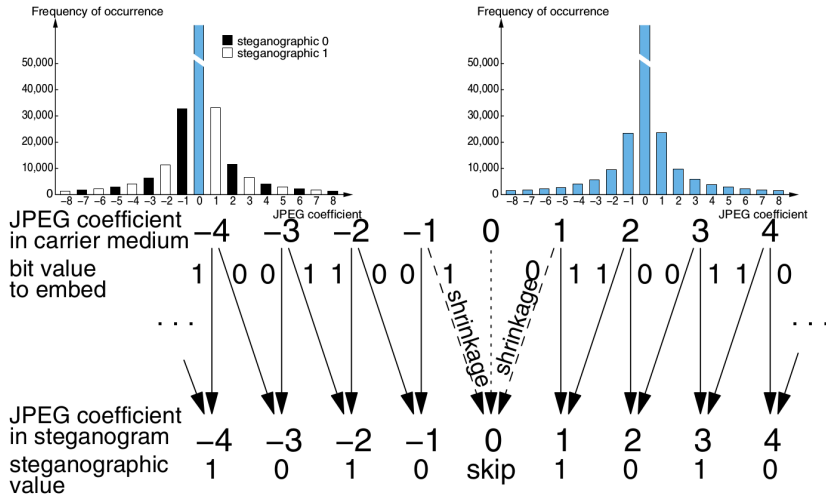 Frequency of occurrence
steganographic 0
steganographic 1
50,000
40,000
30,000
20,000
10,000
0
−8 −7 −6 −5 −4 −3 −2 −1 0 1 2 3 4 5 6 7 8
JPEG coefficient
Frequency of occurrence
50,000
40,000
30,000
20,000
10,000
0
−8 −7 −6 −5 −4 −3 −2 −1 0 1 2 3 4 5 6 7 8
JPEG coefficient
JPEG coefficient
in carrier medium
−4 −3 −2 −1 0 1 2 3 4
bit value
to embed
1 0 0 1 1 0 0 1 0 1 1 0 0 1 1 0
shrinkage
shrinkage
. . .
. . .
JPEG coefficient
in steganogram
−4 −3 −2 −1 0 1 2 3 4
steganographic
value
1 0 1 0 skip 1 0 1 0